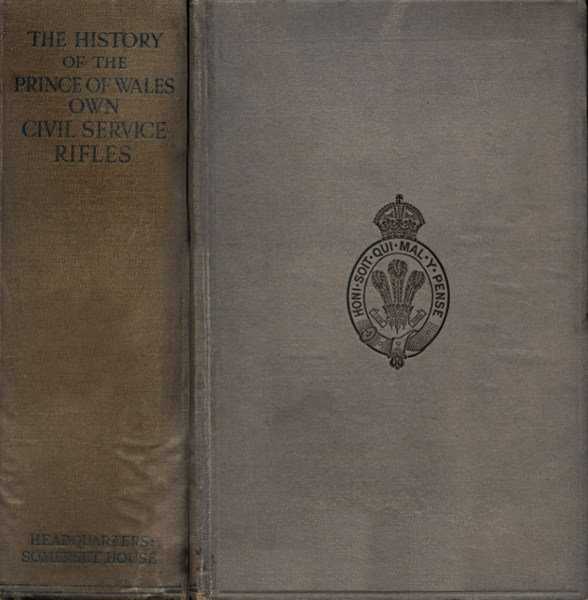 THE HISTORY
OF THE
PRINCE OF WALES
OWN
CIVIL SERVICE
RIFLES
HEADQUARTERS:
SOMERSET HOUSE
HONI · SOIT · QUI · MAL · Y · PENSE